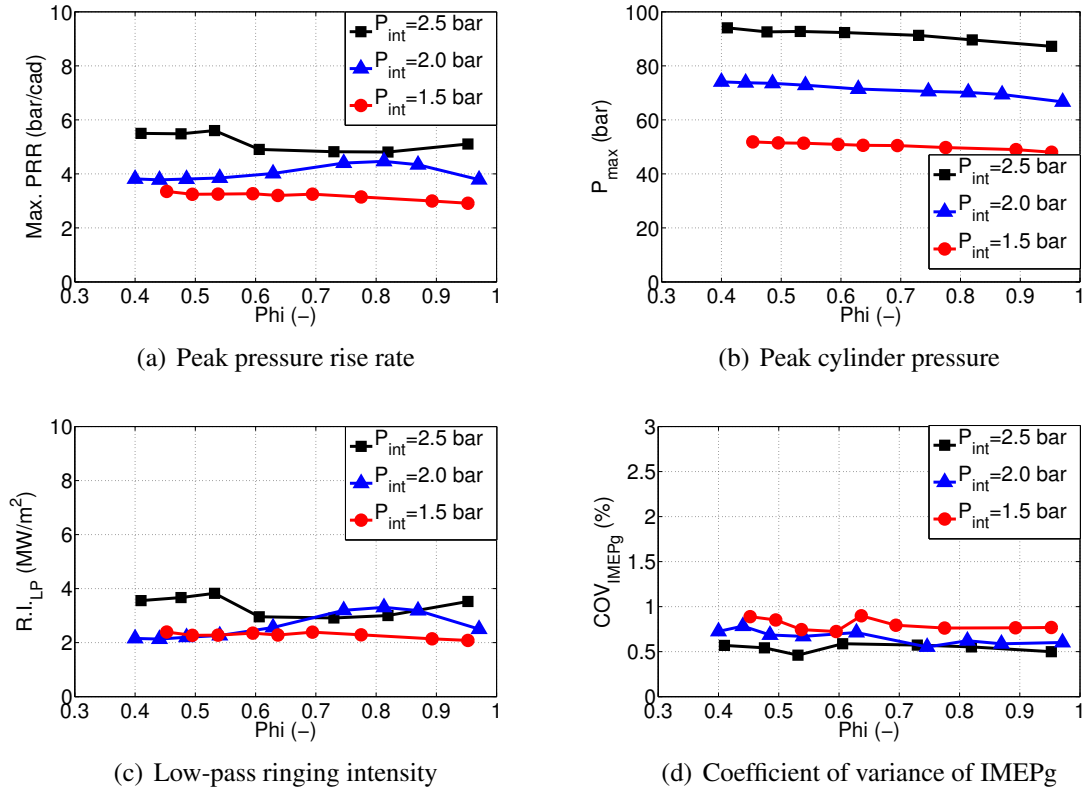 10
8
6
4
2
0
0.3 0.4 0.5 0.6 0.7 0.8 0.9 1
Phi (−)
Max. PRR (bar/cad)
P_int=2.5 bar
P_int=2.0 bar
P_int=1.5 bar
(a) Peak pressure rise rate
100
80
60
40
20
0
0.3 0.4 0.5 0.6 0.7 0.8 0.9 1
Phi (−)
P_max (bar)
P_int=2.5 bar
P_int=2.0 bar
P_int=1.5 bar
(b) Peak cylinder pressure
10
8
6
4
2
0
0.3 0.4 0.5 0.6 0.7 0.8 0.9 1
Phi (−)
R.I._LP (MW/m²)
P_int=2.5 bar
P_int=2.0 bar
P_int=1.5 bar
(c) Low-pass ringing intensity
3
2.5
2
1.5
1
0.5
0
0.3 0.4 0.5 0.6 0.7 0.8 0.9 1
Phi (−)
COV_IMEPg (%)
P_int=2.5 bar
P_int=2.0 bar
P_int=1.5 bar
(d) Coefficient of variance of IMEPg